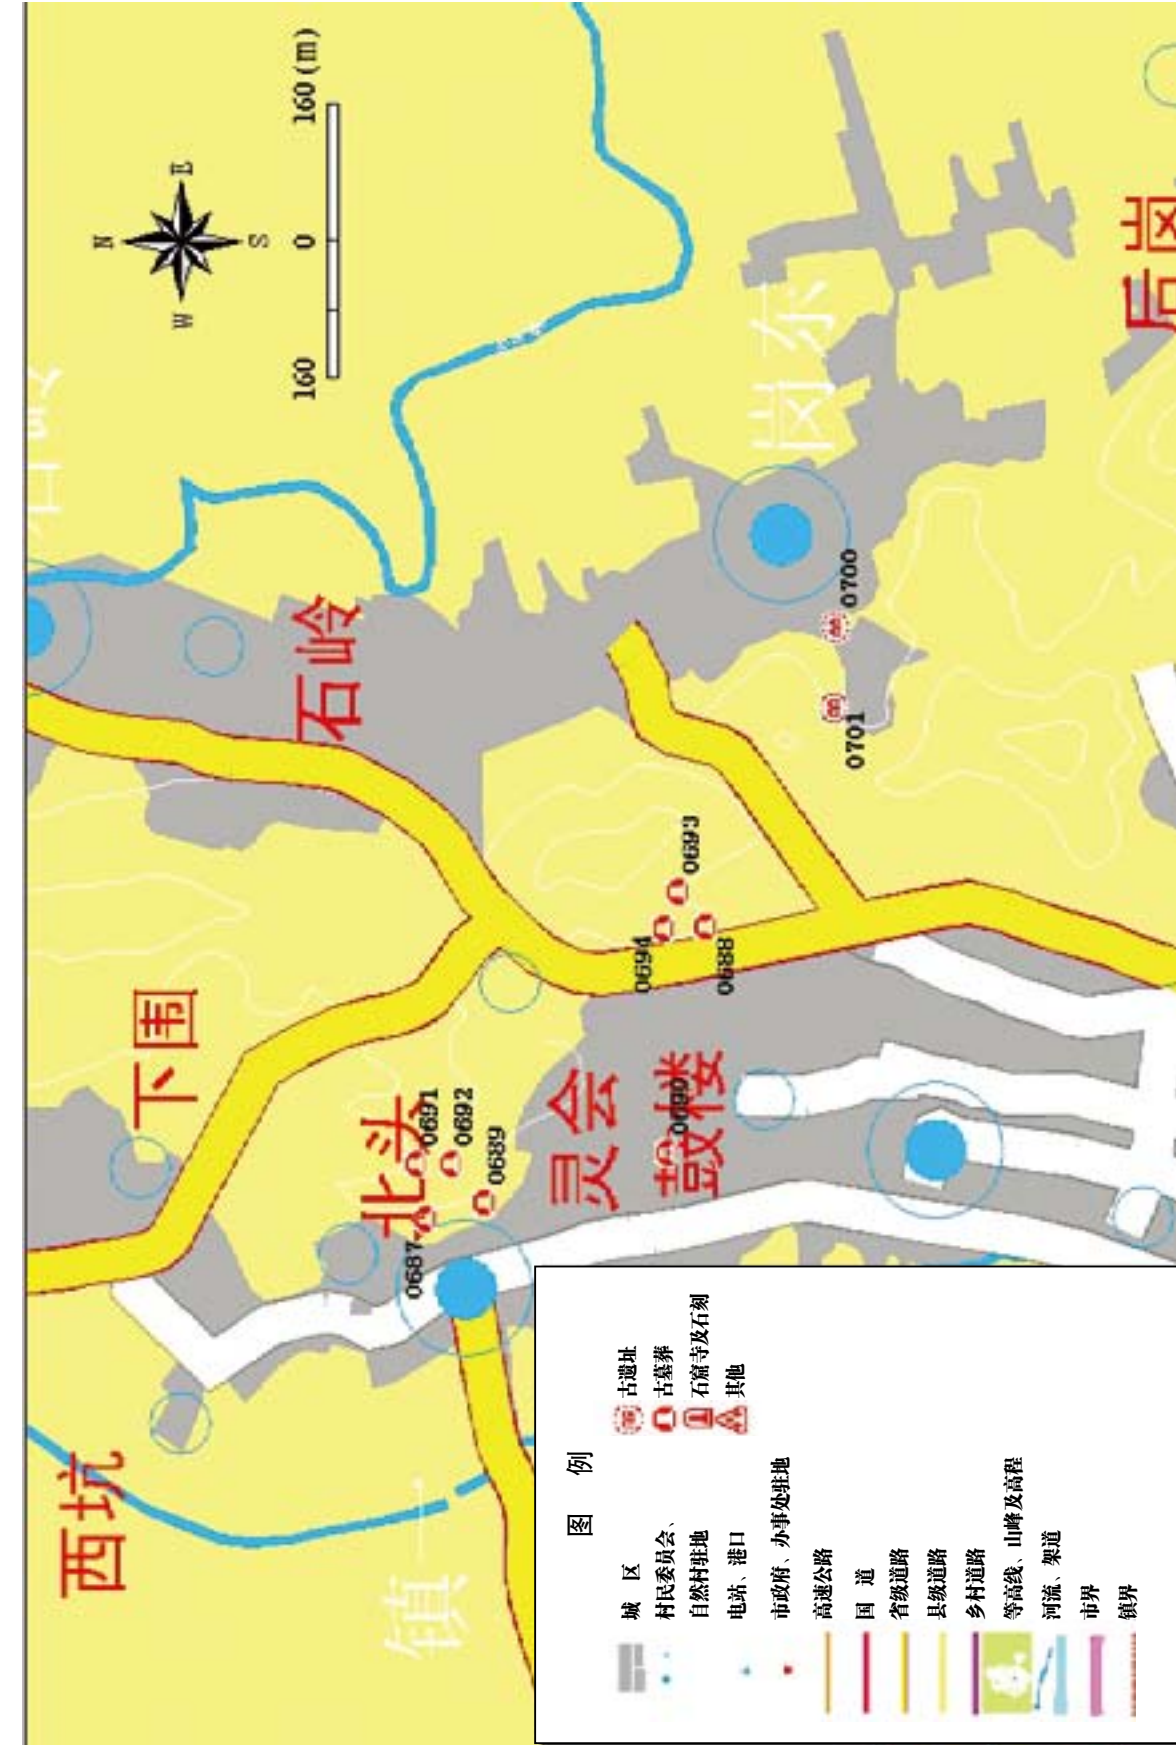 N
E
S
W
160
0
160 (m)
石岭
岗东
后岗
石岭
下围
0700
0701
0693
0694
0688
北头
0691
0692
0689
0687
灵会
鼓楼
0690
西坑
镇一
图 例
城 区
村民委员会、
自然村驻地
电站、港口
市政府、办事处驻地
高速公路
国 道
省级道路
县级道路
乡村道路
等高线、山峰及高程
河流、架道
市界
镇界
古遗址
古墓葬
石窟寺及石刻
其他